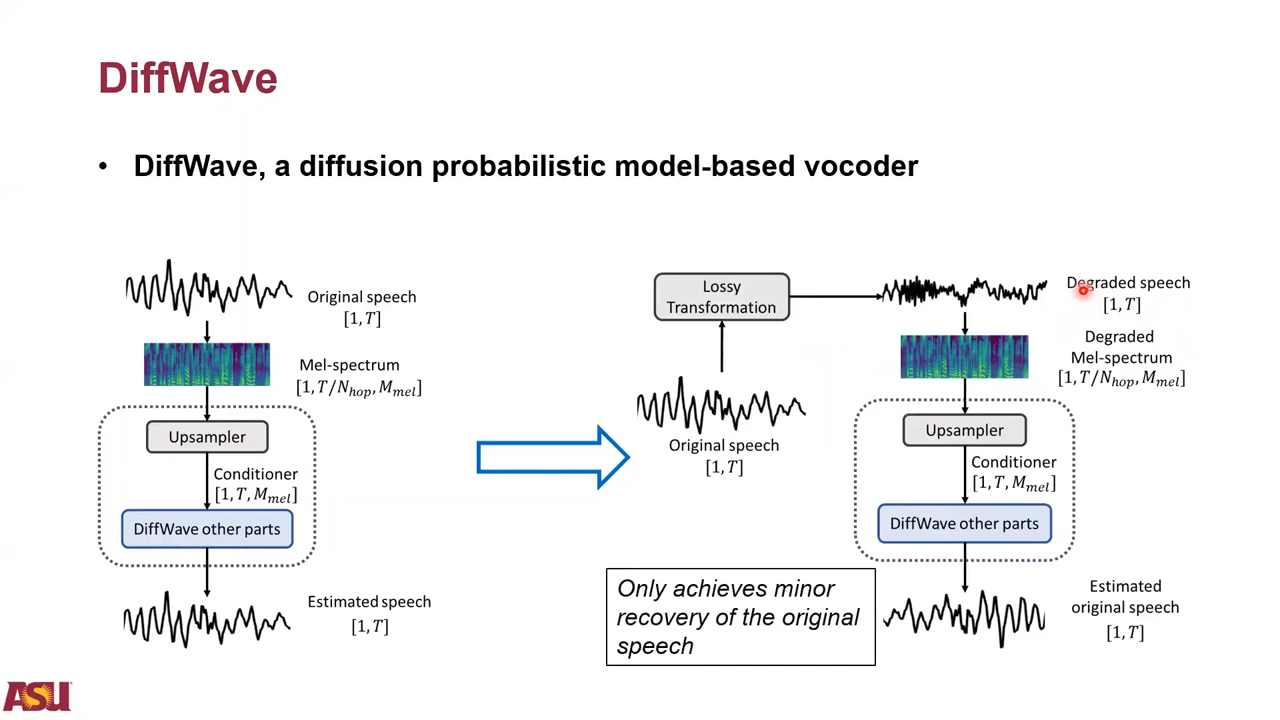 DiffWave
• DiffWave, a diffusion probabilistic model-based vocoder
Original speech
[1, T]
Mel-spectrum
[1, T/N_hop, M_mel]
Upsampler
Conditioner
[1, T, M_mel]
DiffWave other parts
Estimated speech
[1, T]
Lossy
Transformation
Original speech
[1, T]
Degraded speech
[1, T]
Degraded
Mel-spectrum
[1, T/N_hop, M_mel]
Upsampler
Conditioner
[1, T, M_mel]
DiffWave other parts
Estimated
original speech
[1, T]
Only achieves minor
recovery of the original
speech
ASU